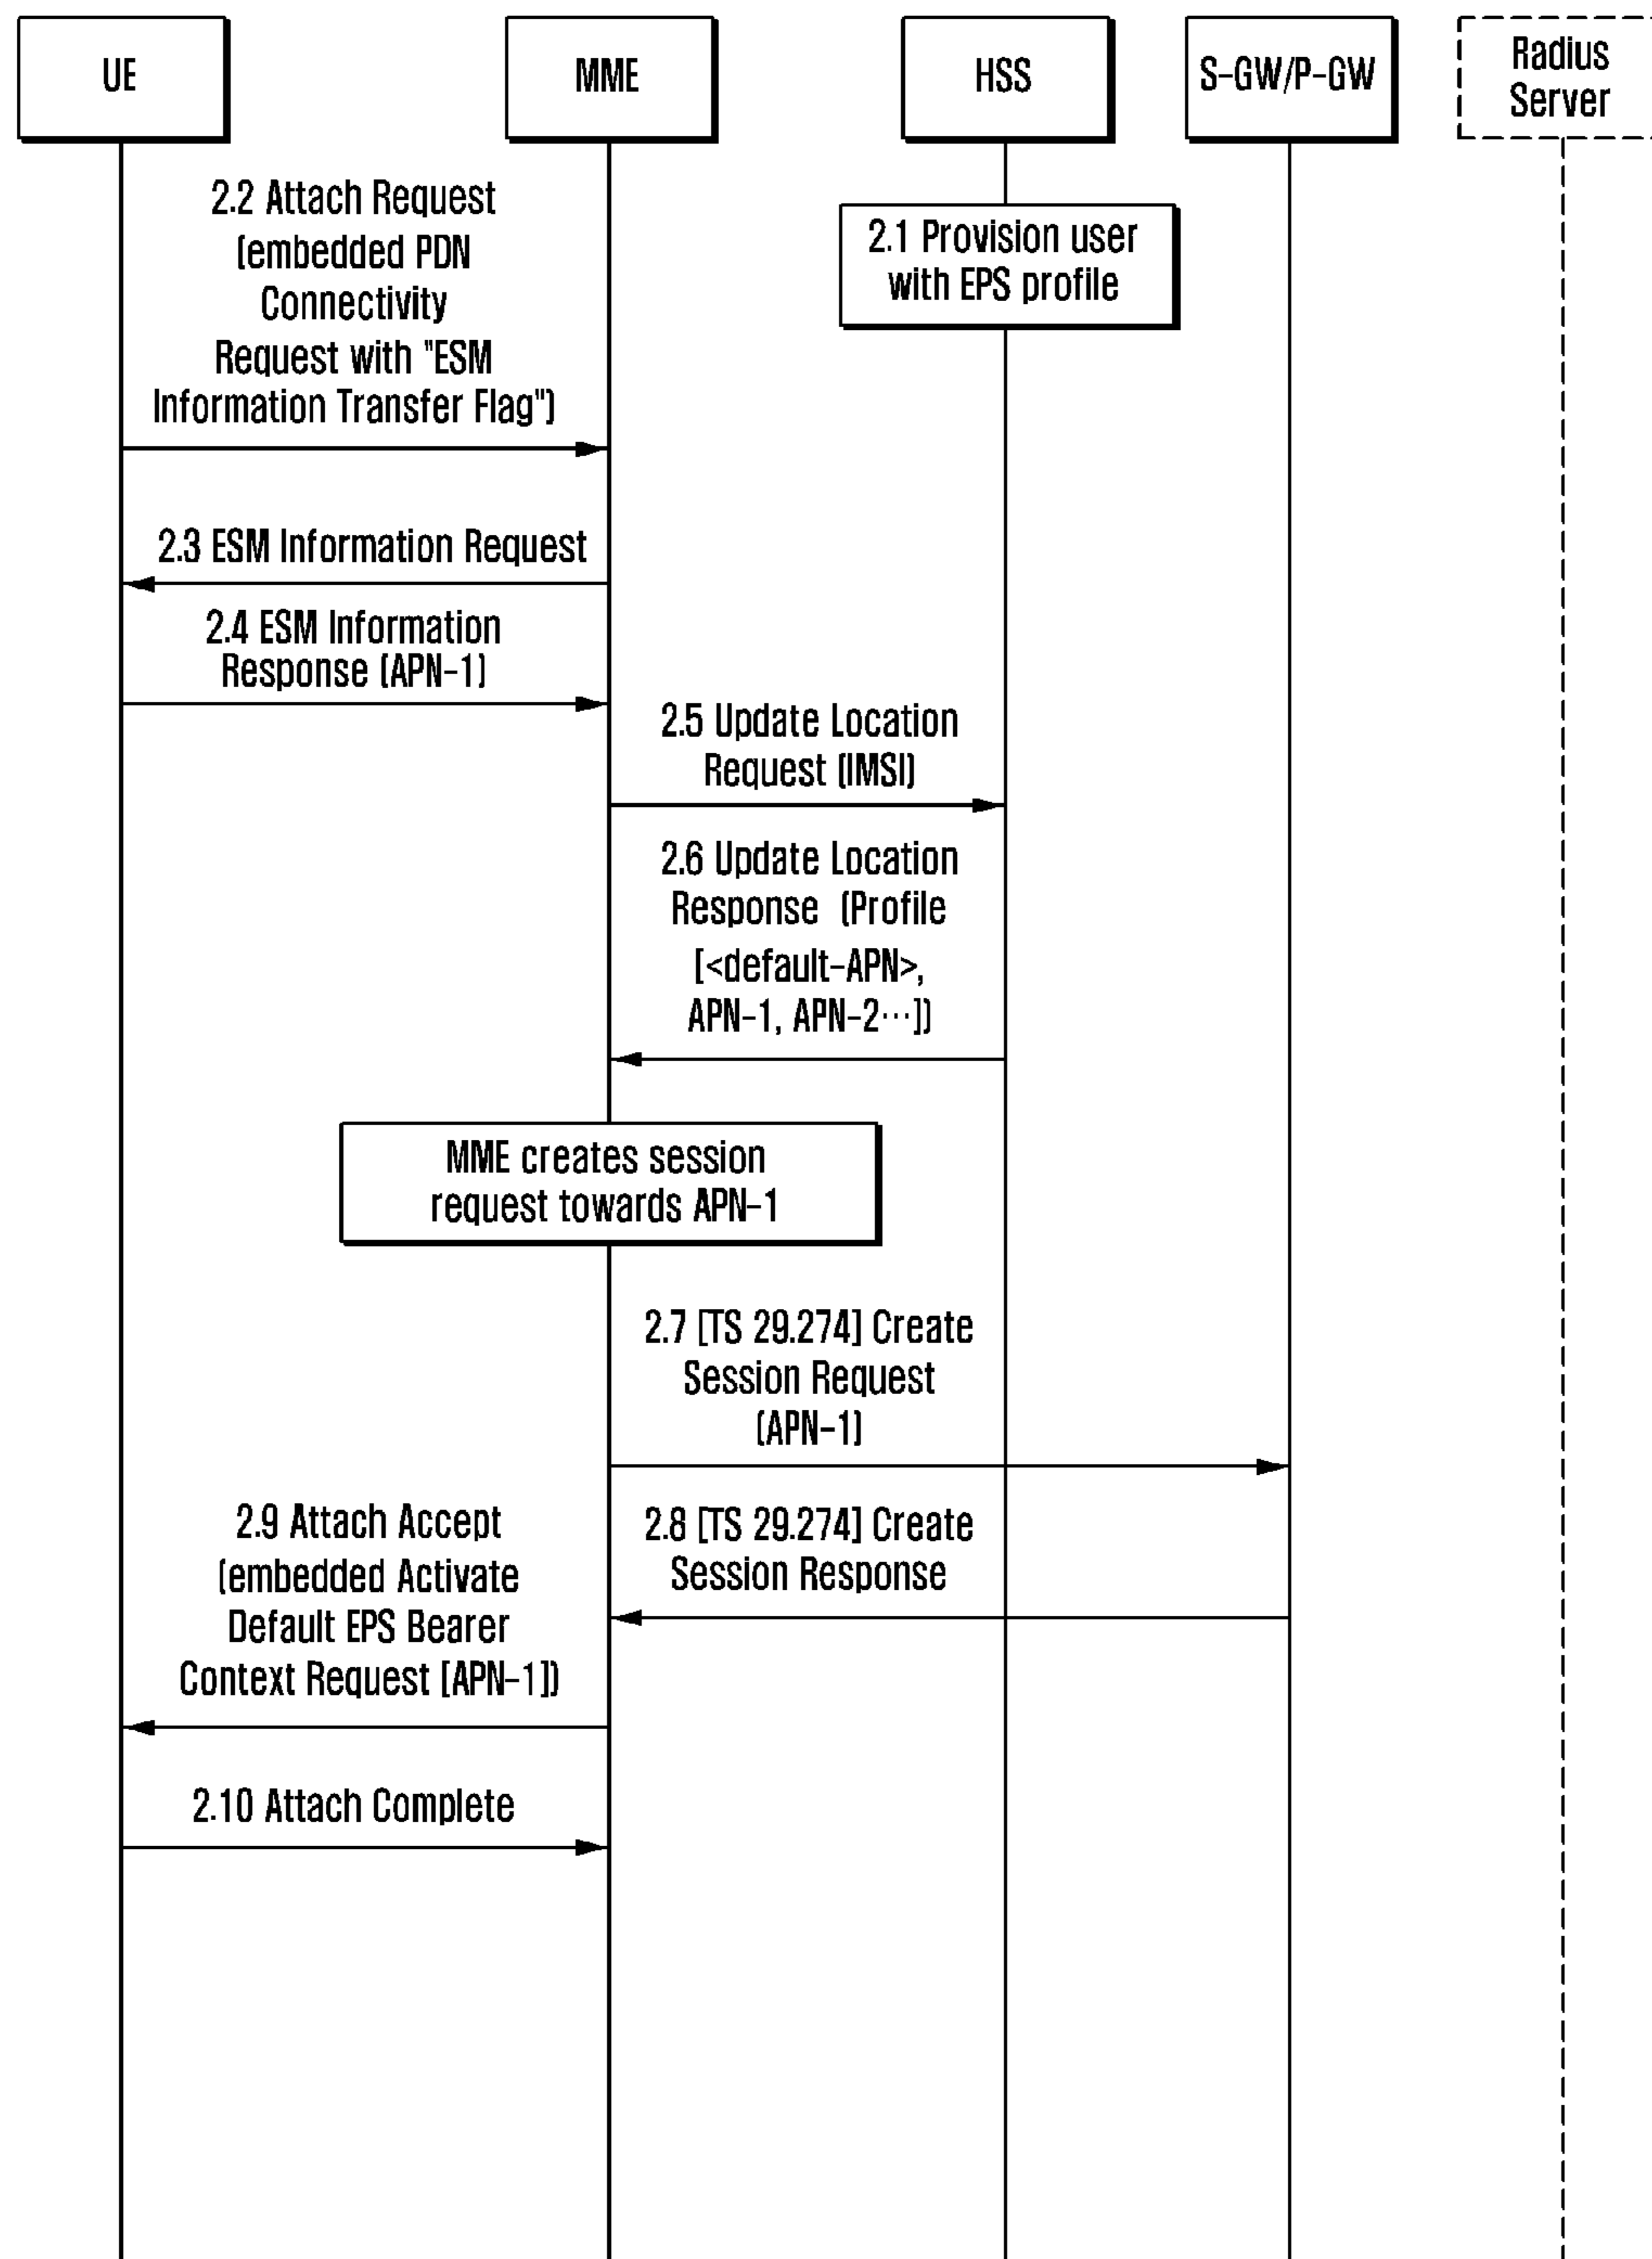 UE
MME
HSS
S-GW/P-GW
Radius
Server
2.1 Provision user
with EPS profile
2.2 Attach Request
(embedded PDN
Connectivity
Request with "ESM
Information Transfer Flag")
2.3 ESM Information Request
2.4 ESM Information
Response (APN-1)
2.5 Update Location
Request (IMSI)
2.6 Update Location
Response (Profile
[<default-APN>,
APN-1, APN-2···])
MME creates session
request towards APN-1
2.7 [TS 29.274] Create
Session Request
(APN-1)
2.8 [TS 29.274] Create
Session Response
2.9 Attach Accept
(embedded Activate
Default EPS Bearer
Context Request [APN-1])
2.10 Attach Complete